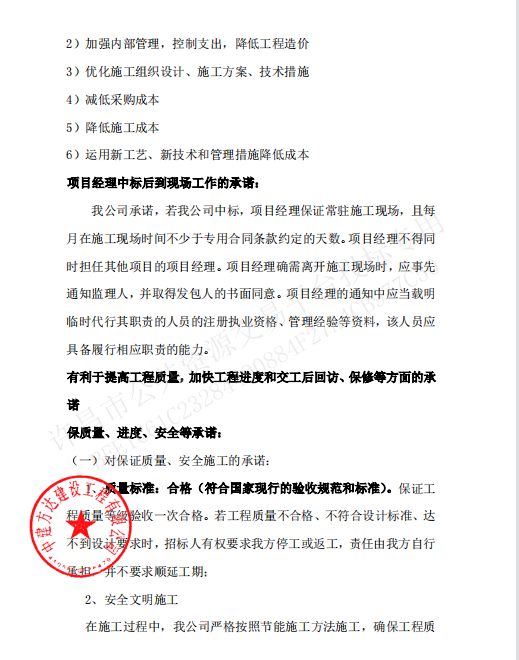 2）加强内部管理，控制支出，降低工程造价
3）优化施工组织设计、施工方案、技术措施
4）减低采购成本
5）降低施工成本
6）运用新工艺、新技术和管理措施降低成本
项目经理中标后到现场工作的承诺：
我公司承诺，若我公司中标，项目经理保证常驻施工现场，且每
月在施工现场时间不少于专用合同条款约定的天数。项目经理不得同
时担任其他项目的项目经理。项目经理确需离开施工现场时，应事先
通知监理人，并取得发包人的书面同意。项目经理的通知中应当载明
临时代行其职责的人员的注册执业资格、管理经验等资料，该人员应
具备履行相应职责的能力。
有利于提高工程质量，加快工程进度和交工后回访、保修等方面的承
诺
保质量、进度、安全等承诺：
（一）对保证质量、安全施工的承诺：
1、质量标准：合格（符合国家现行的验收规范和标准）。保证工
程质量等级验收一次合格。若工程质量不合格、不符合设计标准、达
不到设计要求时，招标人有权要求我方停工或返工，责任由我方自行
承担，并不要求顺延工期；
中建方达建设工程有限公司
2、安全文明施工
在施工过程中，我公司严格按照节能施工方法施工，确保工程质